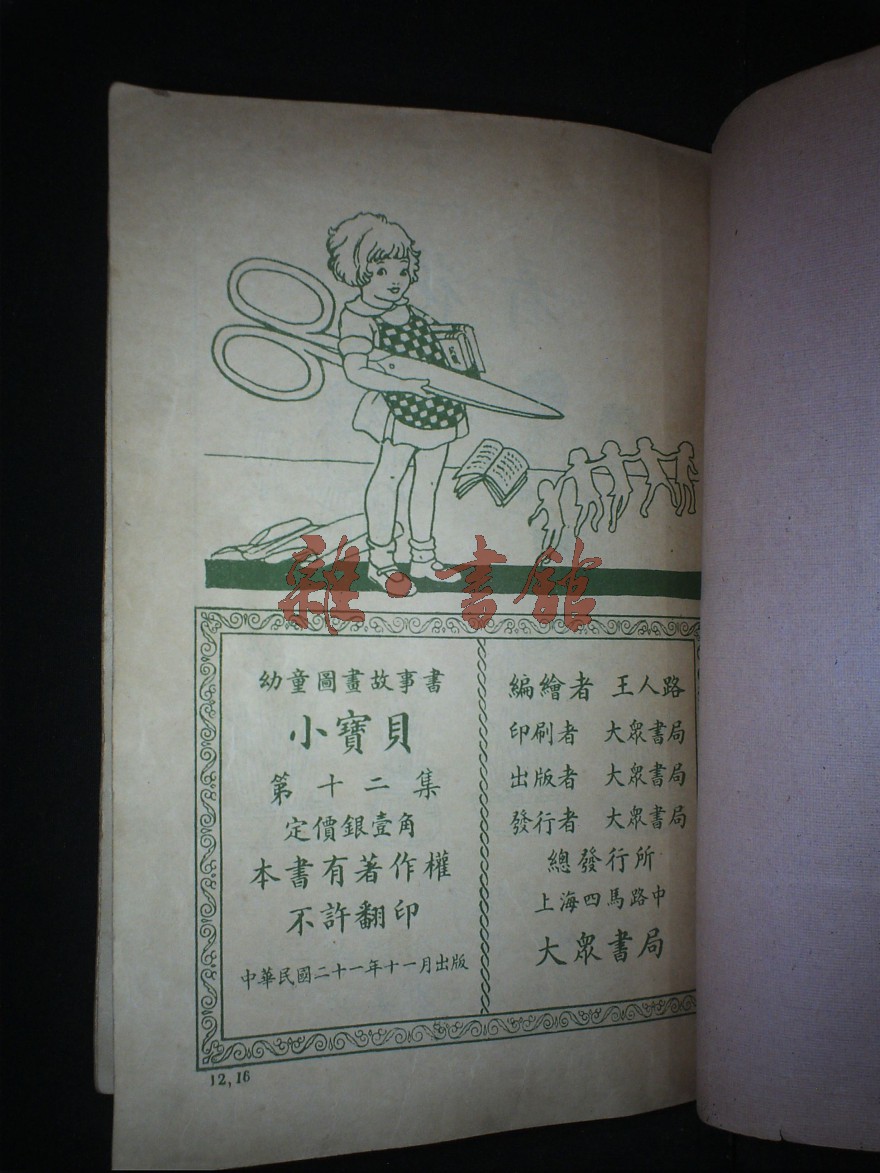 雜·書館
幼童圖畫故事書
小寶貝
第十二集
定價銀壹角
本書有著作權
不許翻印
中華民國二十一年十一月出版
編繪者 王人路
印刷者 大眾書局
出版者 大眾書局
發行者 大眾書局
總發行所
上海四馬路中
大眾書局
12,16